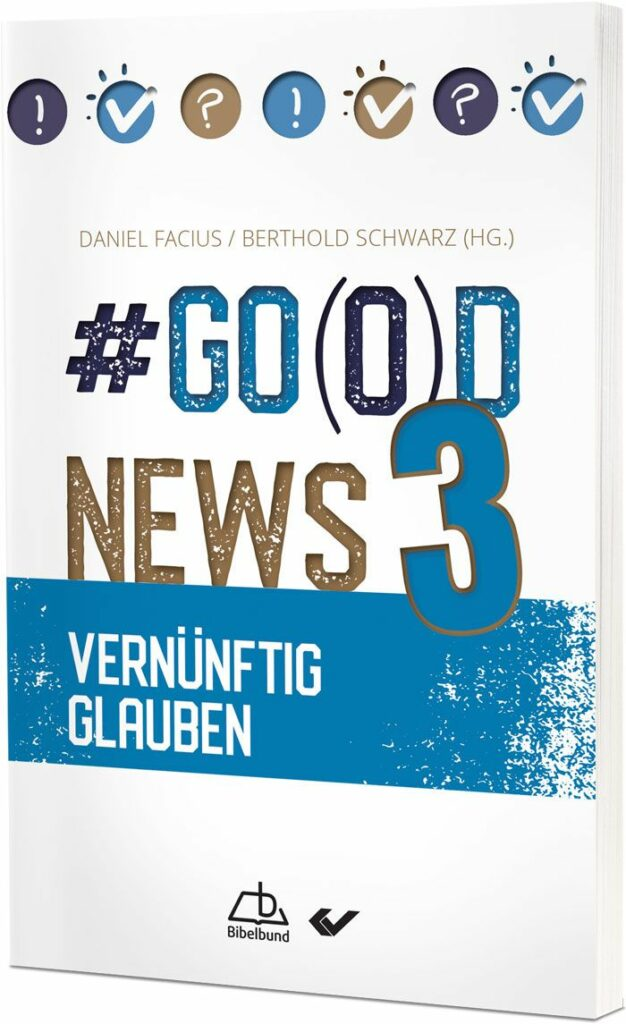 ! ? ! ?
DANIEL FACIUS / BERTHOLD SCHWARZ (HG.)
#GO(O)D
NEWS 3
VERNÜNFTIG
GLAUBEN
b
Bibelbund